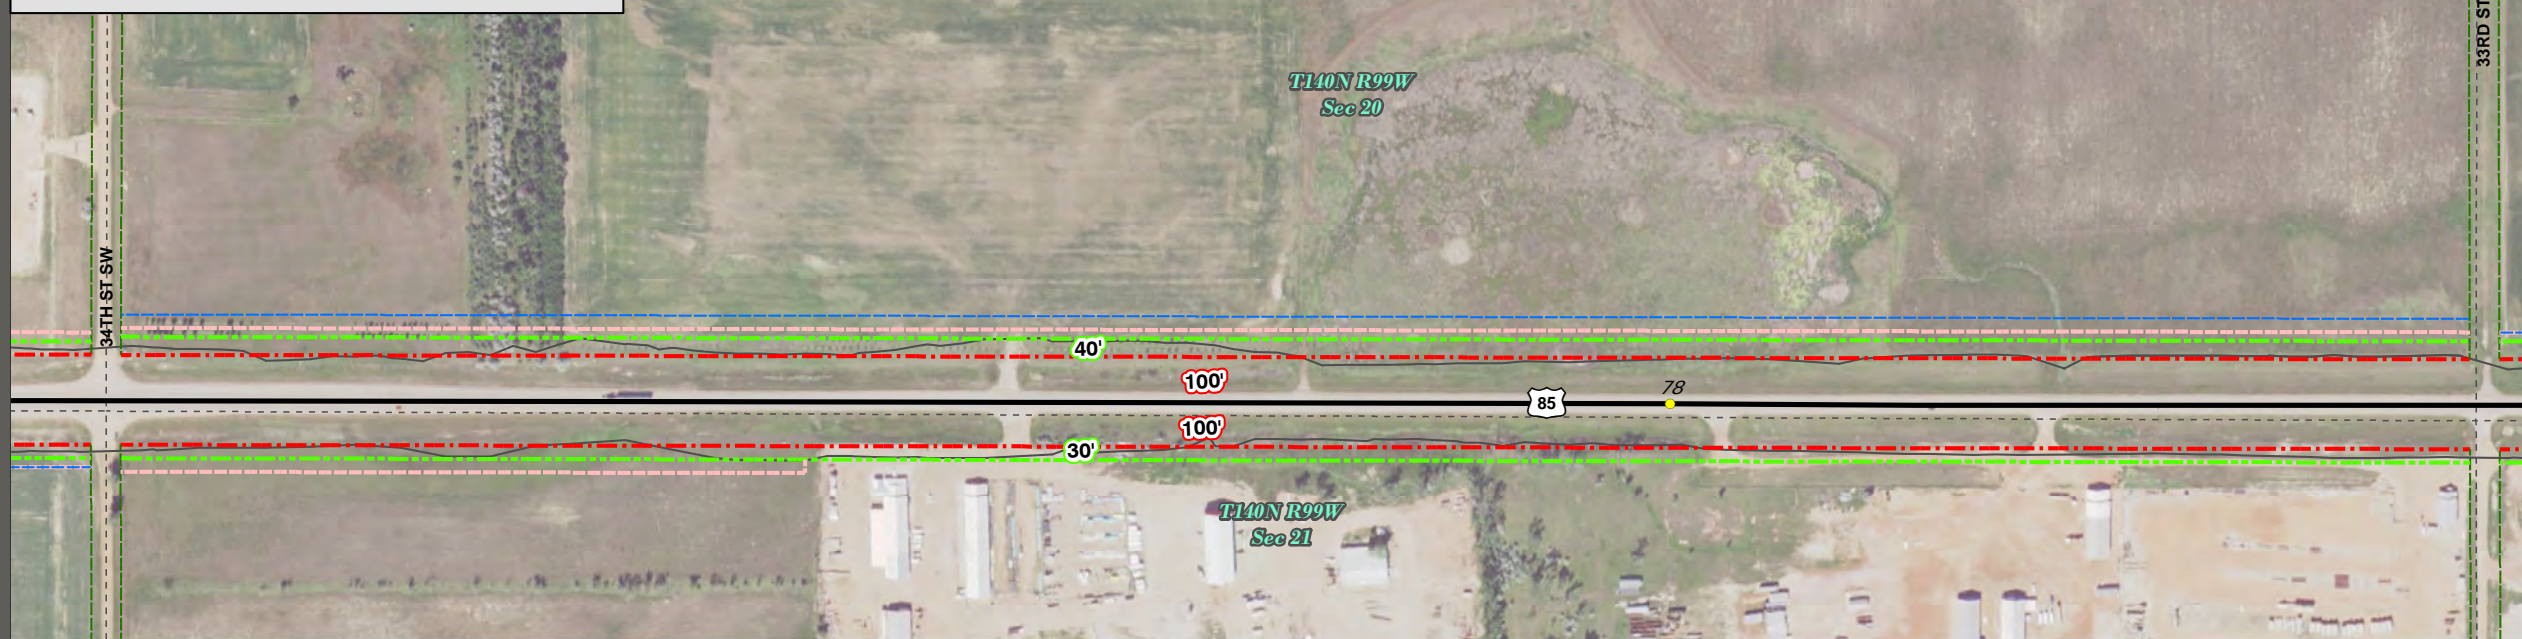 33RD ST
T140N R99W
Sec 20
34TH ST SW
40'
100'
78
85
100'
30'
T140N R99W
Sec 21